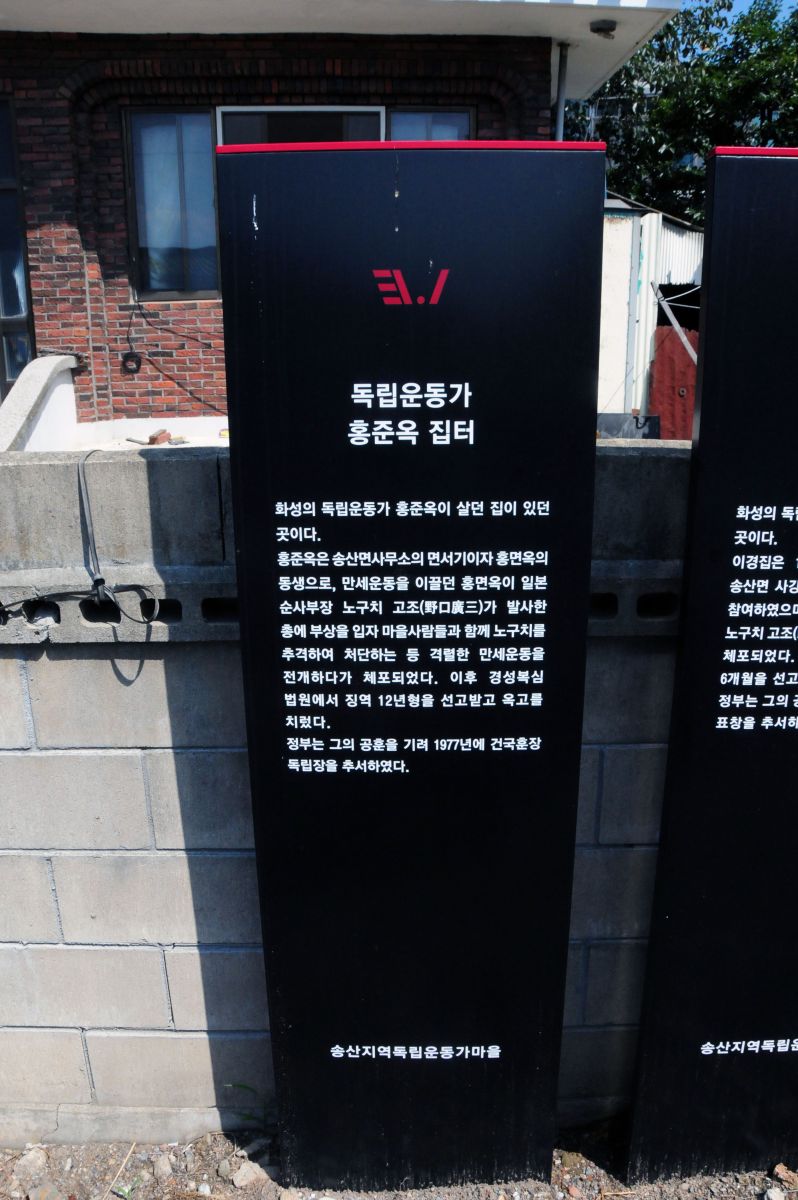 독립운동가
홍준옥 집터
화성의 독립운동가 홍준옥이 살던 집이 있던
곳이다.
홍준옥은 송산면사무소의 면서기이자 홍면옥의
동생으로, 만세운동을 이끌던 홍면옥이 일본
순사부장 노구치 고조(野口廣三)가 발사한
총에 부상을 입자 마을사람들과 함께 노구치를
추격하여 처단하는 등 격렬한 만세운동을
전개하다가 체포되었다. 이후 경성복심
법원에서 징역 12년형을 선고받고 옥고를
치렀다.
정부는 그의 공훈을 기려 1977년에 건국훈장
독립장을 추서하였다.
송산지역독립운동가마을
화성의
곳이다.
이경집은
송산면 사강
참여하였으며
노구치 고조(
체포되었다.
6개월을 선고
정부는 그의
표창을 추서하
송산지역독립운